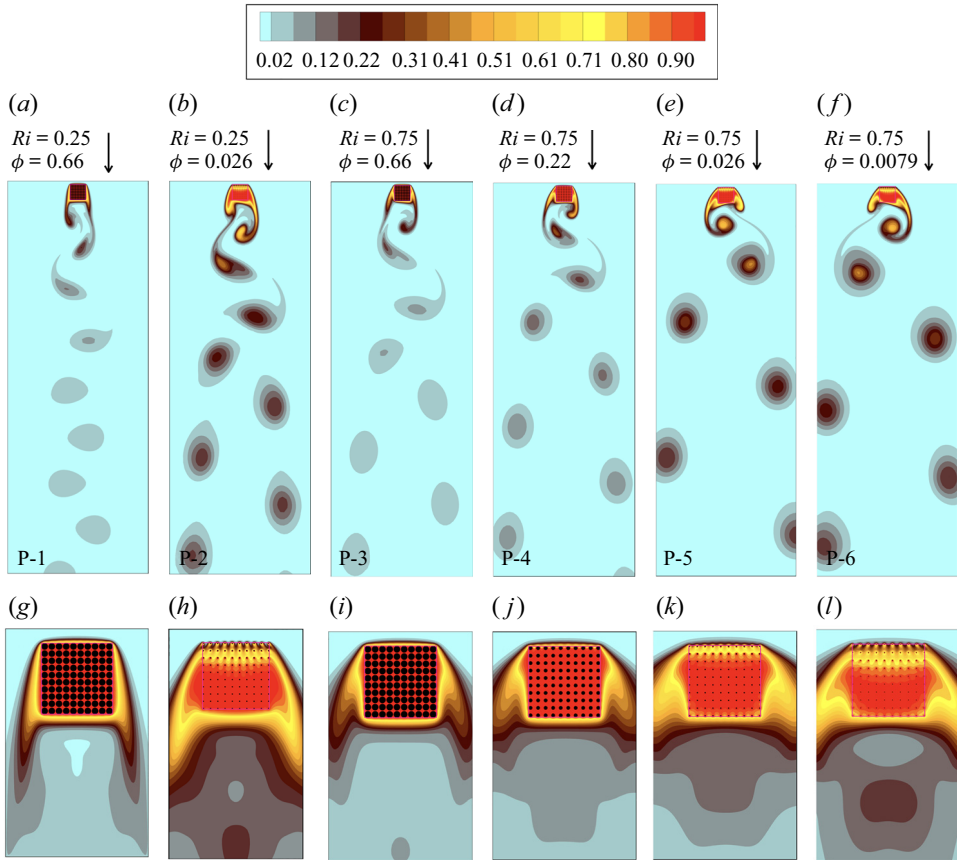 0.02 0.12 0.22 0.31 0.41 0.51 0.61 0.71 0.80 0.90
(a) (b) (c) (d) (e) (f)
Ri = 0.25 Ri = 0.25 Ri = 0.75 Ri = 0.75 Ri = 0.75 Ri = 0.75
ϕ = 0.66 ϕ = 0.026 ϕ = 0.66 ϕ = 0.22 ϕ = 0.026 ϕ = 0.0079
P-1 P-2 P-3 P-4 P-5 P-6
(g) (h) (i) (j) (k) (l)